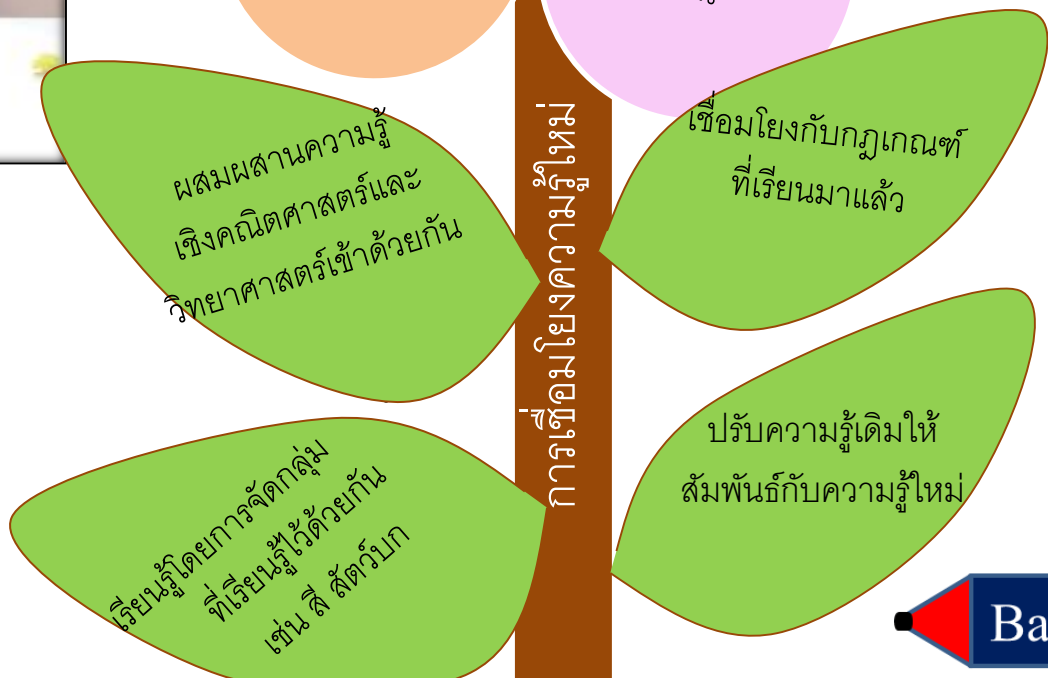 ผสมผสานความรู้
เชิงคณิตศาสตร์และ
วิทยาศาสตร์เข้าด้วยกัน
เชื่อมโยงกับกฎเกณฑ์
ที่เรียนมาแล้ว
การเชื่อมโยงความรู้ใหม่
เรียนรู้โดยการจัดกลุ่ม
ที่เรียนรู้ไว้ด้วยกัน
เช่น สี สัตว์บก
ปรับความรู้เดิมให้
สัมพันธ์กับความรู้ใหม่
Ba